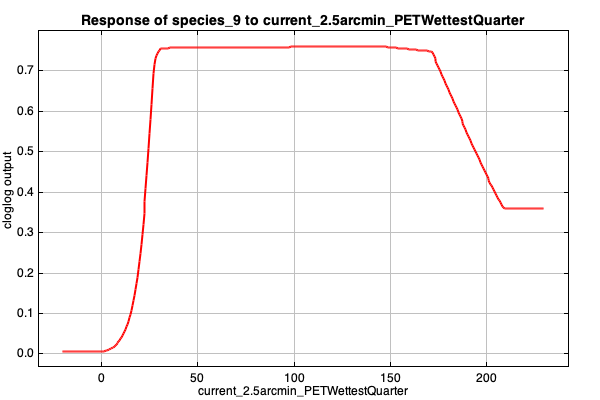 Response of species_9 to current_2.5arcmin_PETWettestQuarter
cloglog output
0.7
0.6
0.5
0.4
0.3
0.2
0.1
0.0
0 50 100 150 200
current_2.5arcmin_PETWettestQuarter